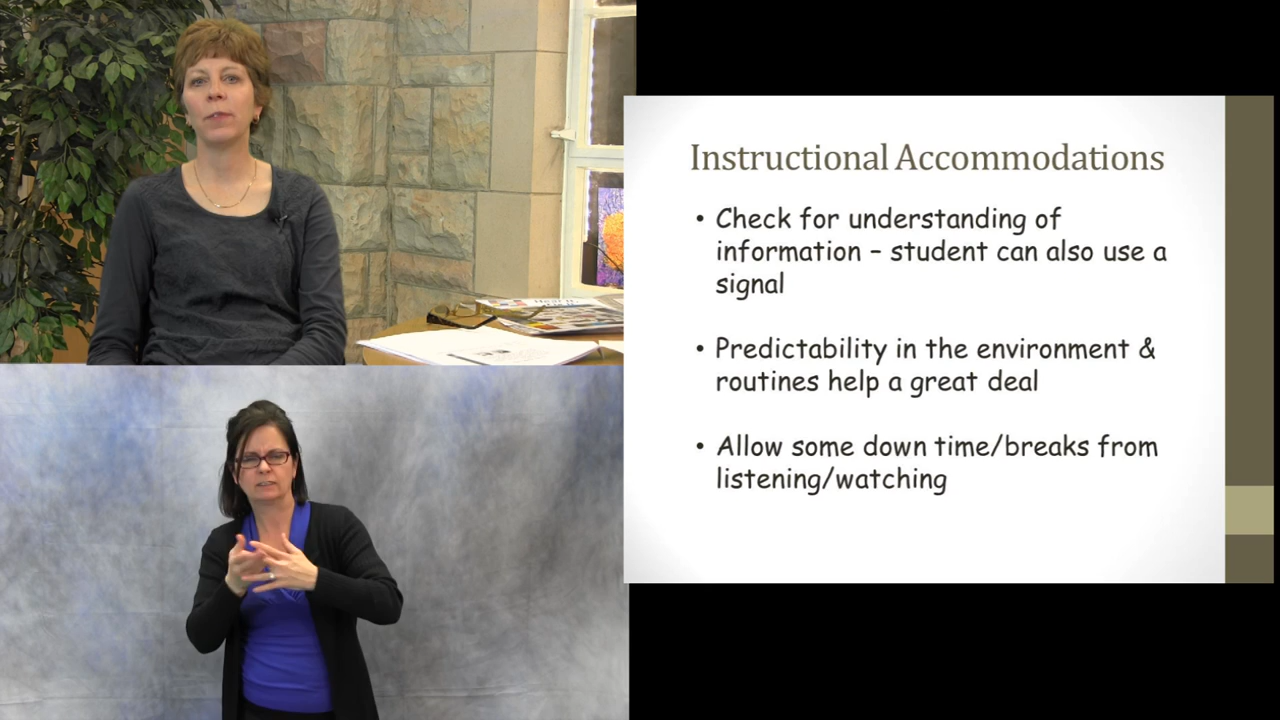 Instructional Accommodations
• Check for understanding of
information – student can also use a
signal
• Predictability in the environment &
routines help a great deal
• Allow some down time/breaks from
listening/watching